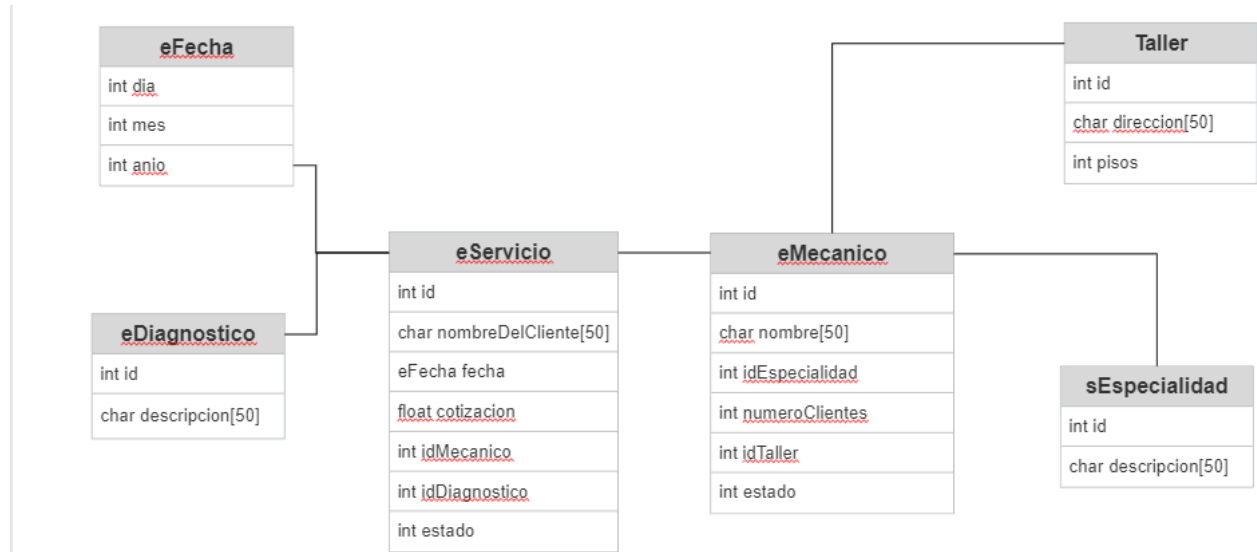 eFecha
int dia
int mes
int anio
Taller
int id
char direccion[50]
int pisos
eServicio
int id
char nombreDelCliente[50]
eFecha fecha
float cotizacion
int idMecanico
int idDiagnostico
int estado
eMecanico
int id
char nombre[50]
int idEspecialidad
int numeroClientes
int idTaller
int estado
eDiagnostico
int id
char descripcion[50]
sEspecialidad
int id
char descripcion[50]